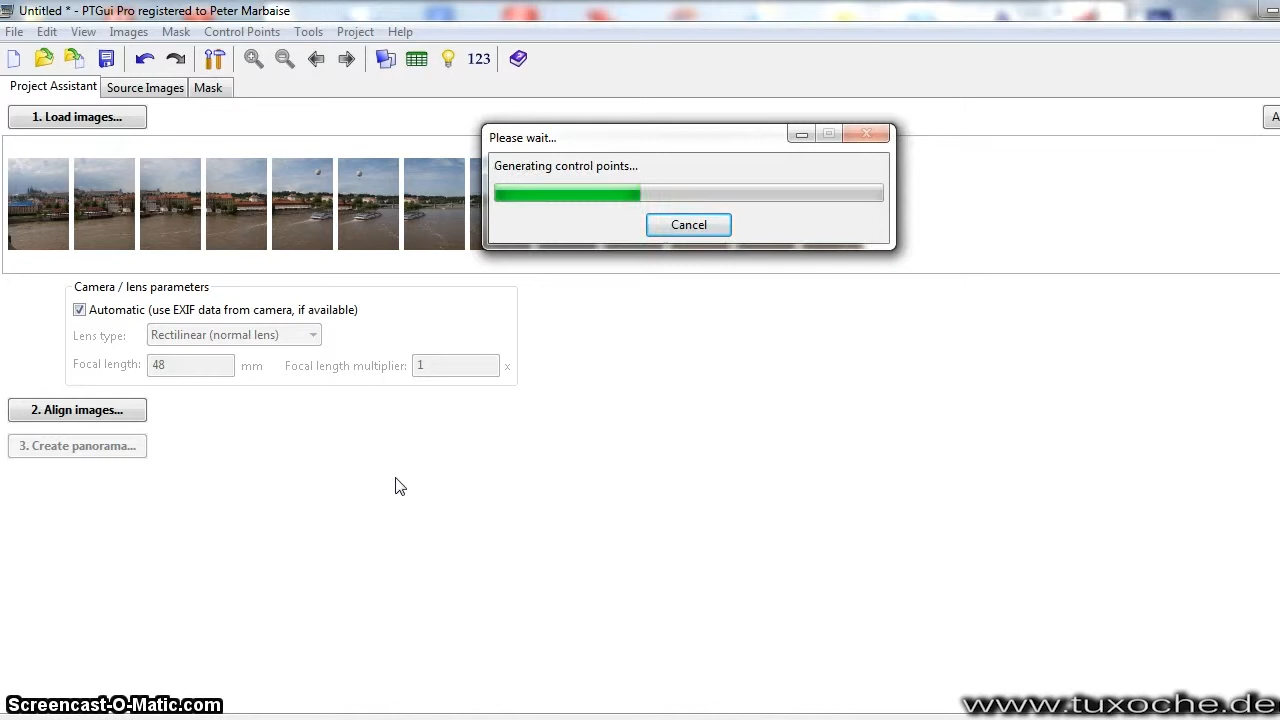 Untitled * - PTGui Pro registered to Peter Marbaise
File Edit View Images Mask Control Points Tools Project Help
123
Project Assistant Source Images Mask
1. Load images...
A
Please wait...
Generating control points...
Cancel
Camera / lens parameters
Automatic (use EXIF data from camera, if available)
Lens type: Rectilinear (normal lens)
Focal length: 48 mm Focal length multiplier: 1 x
2. Align images...
3. Create panorama...
Screencast-O-Matic.com
www.tuxoche.de